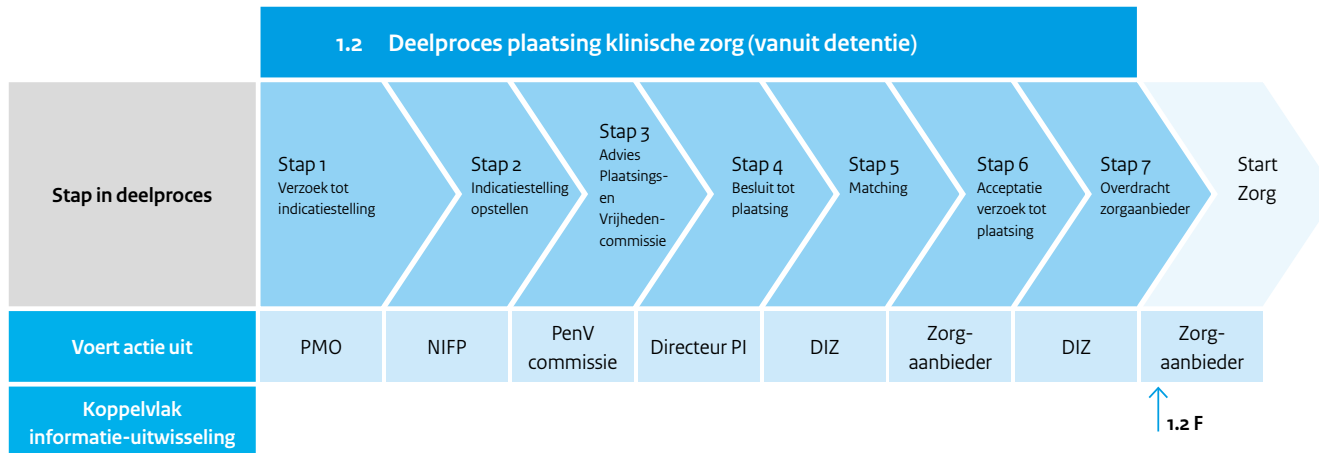 1.2 Deelproces plaatsing klinische zorg (vanuit detentie)
Stap in deelproces
Stap 1
Verzoek tot
indicatiestelling
Stap 2
Indicatiestelling
opstellen
Stap 3
Advies
Plaatsings-
en
Vrijheden-
commissie
Stap 4
Besluit tot
plaatsing
Stap 5
Matching
Stap 6
Acceptatie
verzoek tot
plaatsing
Stap 7
Overdracht
zorgaanbieder
Start
Zorg
Voert actie uit
PMO
NIFP
PenV
commissie
Directeur PI
DIZ
Zorg-
aanbieder
DIZ
Zorg-
aanbieder
Koppelvlak
informatie-uitwisseling
1.2 F